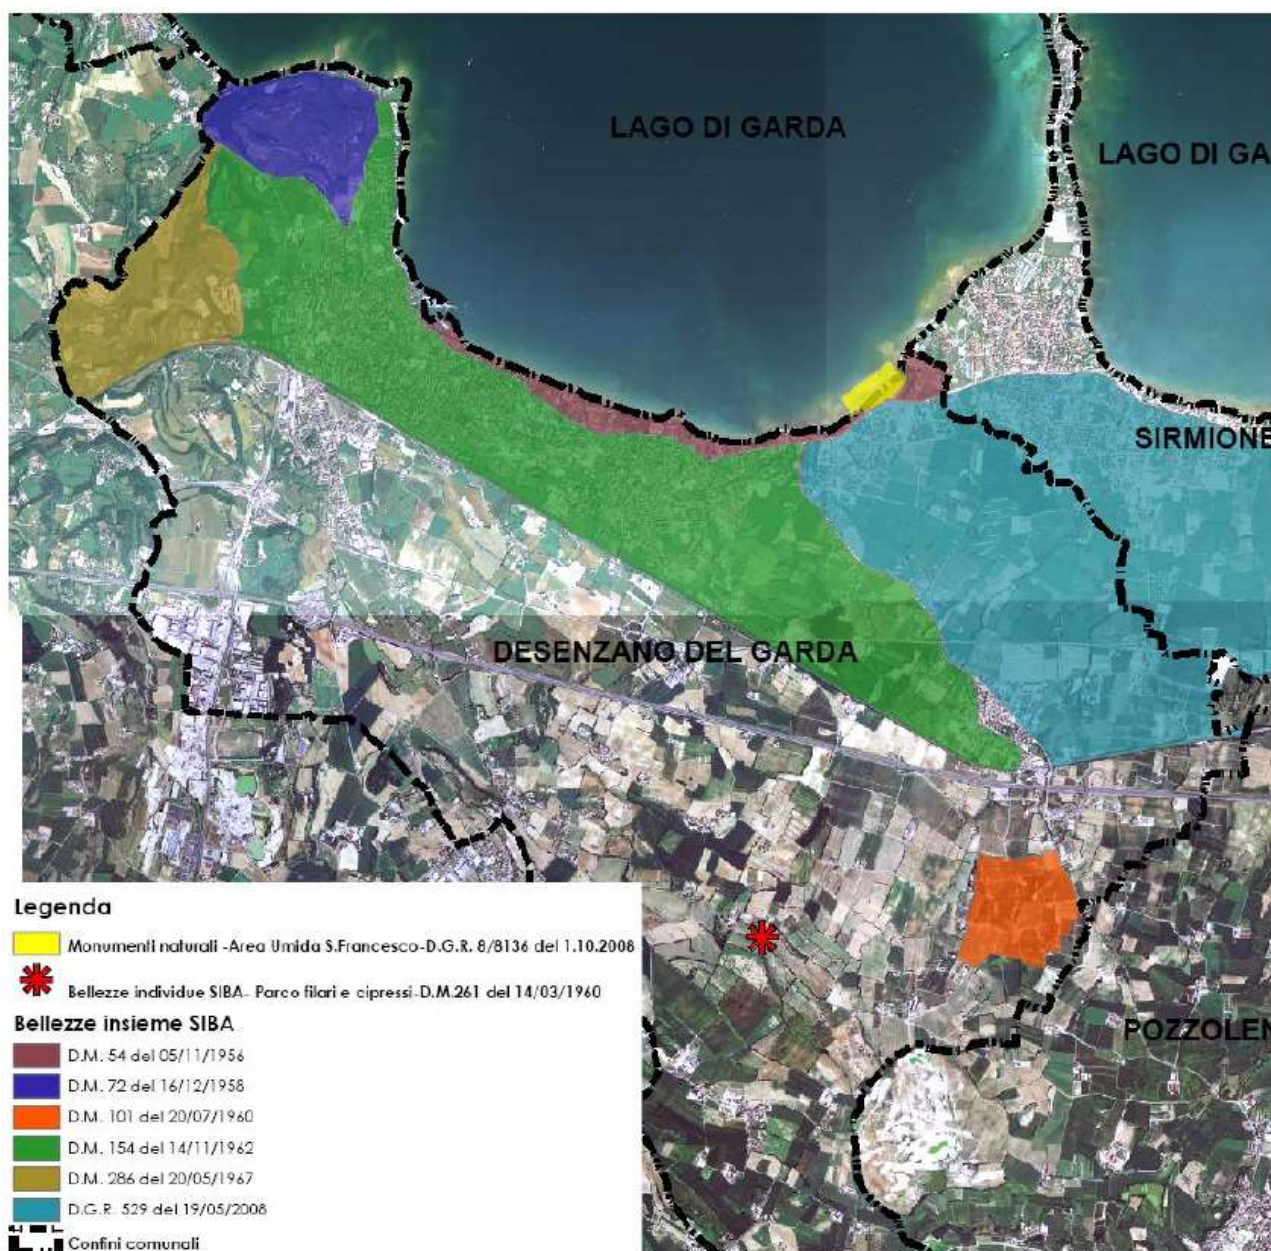 LAGO DI GARDA
LAGO DI GA
SIRMIONE
DESENZANO DEL GARDA
POZZOLEN
Legenda
Monumenti naturali -Area Umida S.Francesco-D.G.R. 8/8136 del 1.10.2008
Bellezze individue SIBA- Parco filari e cipressi-D.M.261 del 14/03/1960
Bellezze insieme SIBA
D.M. 54 del 05/11/1956
D.M. 72 del 16/12/1958
D.M. 101 del 20/07/1960
D.M. 154 del 14/11/1962
D.M. 286 del 20/05/1967
D.G.R. 529 del 19/05/2008
Confini comunali